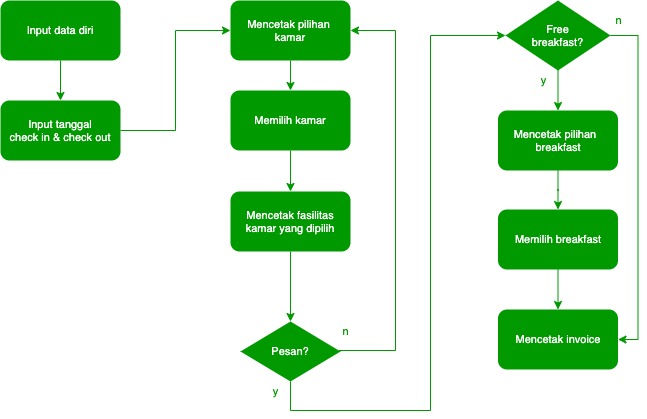 Input data diri
Input tanggal
check in & check out
Mencetak pilihan
kamar
Memilih kamar
Mencetak fasilitas
kamar yang dipilih
Pesan?
n
y
Free
breakfast?
n
y
Mencetak pilihan
breakfast
Memilih breakfast
Mencetak invoice